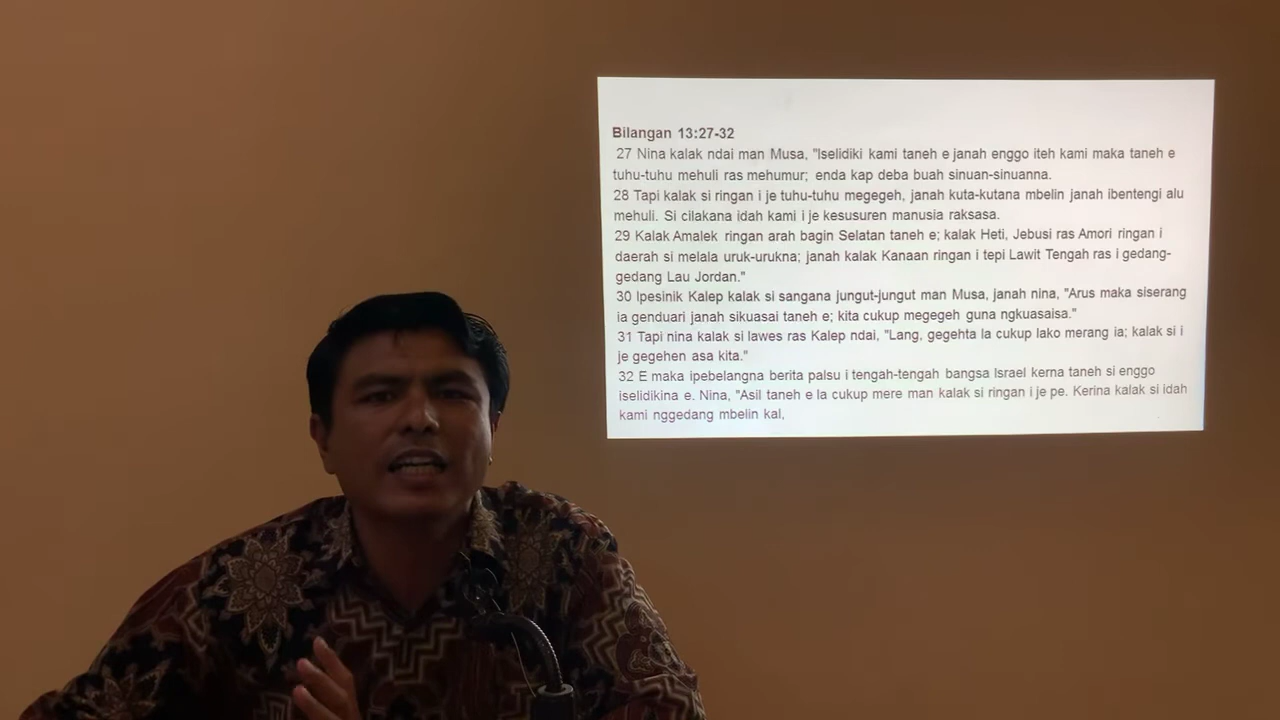 Bilangan 13:27-32
27 Nina kalak ndai man Musa, "Iselidiki kami taneh e janah enggo iteh kami maka taneh e
tuhu-tuhu mehuli ras mehumur; enda kap deba buah sinuan-sinuanna.
28 Tapi kalak si ringan i je tuhu-tuhu megegeh, janah kuta-kutana mbelin janah ibentengi alu
mehuli. Si cilakana idah kami i je kesusuren manusia raksasa.
29 Kalak Amalek ringan arah bagin Selatan taneh e; kalak Heti, Jebusi ras Amori ringan i
daerah si melala uruk-urukna; janah kalak Kanaan ringan i tepi Lawit Tengah ras i gedang-
gedang Lau Jordan."
30 Ipesinik Kalep kalak si sangana jungut-jungut man Musa, janah nina, "Arus maka siserang
ia genduari janah sikuasai taneh e; kita cukup megegeh guna ngkuasaisa."
31 Tapi nina kalak si lawes ras Kalep ndai, "Lang, gegehta la cukup lako merang ia; kalak si i
je gegehen asa kita."
32 E maka ipebelangna berita palsu i tengah-tengah bangsa Israel kerna taneh si enggo
iselidikina e. Nina, "Asil taneh e la cukup mere man kalak si ringan i je pe. Kerina kalak si idah
kami nggedang mbelin kal,